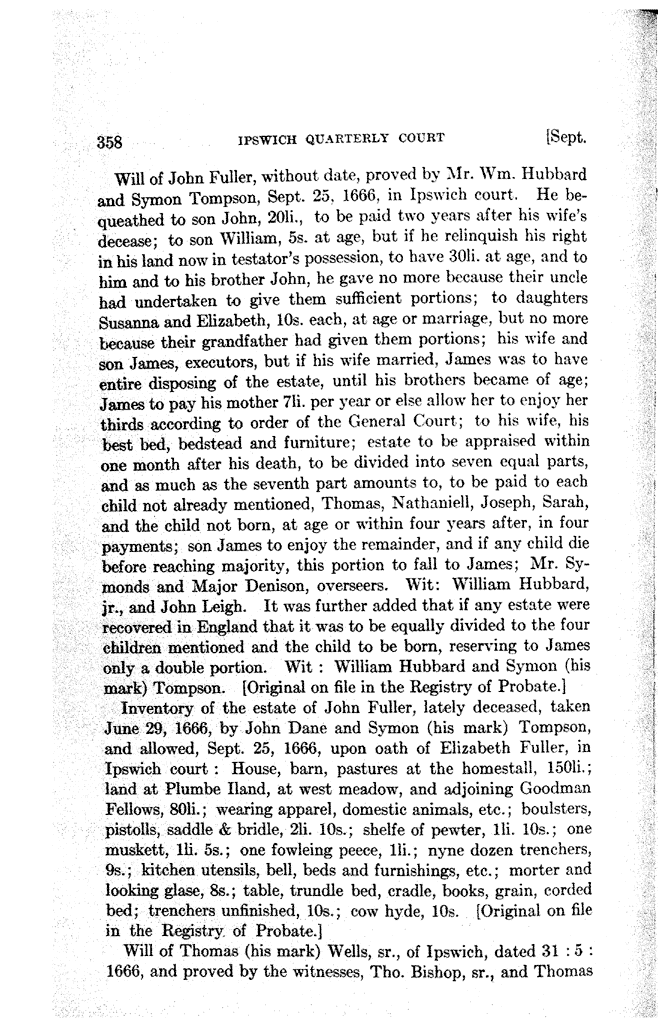 358 IPSWICH QUARTERLY COURT [Sept.
Will of John Fuller, without date, proved by Mr. Wm. Hubbard
and Symon Tompson, Sept. 25, 1666, in Ipswich court. He be-
queathed to son John, 20li., to be paid two years after his wife's
decease; to son William, 5s. at age, but if he relinquish his right
in his land now in testator's possession, to have 30li. at age, and to
him and to his brother John, he gave no more because their uncle
had undertaken to give them sufficient portions; to daughters
Susanna and Elizabeth, 10s. each, at age or marriage, but no more
because their grandfather had given them portions; his wife and
son James, executors, but if his wife married, James was to have
entire disposing of the estate, until his brothers became of age;
James to pay his mother 7li. per year or else allow her to enjoy her
thirds according to order of the General Court; to his wife, his
best bed, bedstead and furniture; estate to be appraised within
one month after his death, to be divided into seven equal parts,
and as much as the seventh part amounts to, to be paid to each
child not already mentioned, Thomas, Nathaniell, Joseph, Sarah,
and the child not born, at age or within four years after, in four
payments; son James to enjoy the remainder, and if any child die
before reaching majority, this portion to fall to James; Mr. Sy-
monds and Major Denison, overseers. Wit: William Hubbard,
jr., and John Leigh. It was further added that if any estate were
recovered in England that it was to be equally divided to the four
children mentioned and the child to be born, reserving to James
only a double portion. Wit : William Hubbard and Symon (his
mark) Tompson. [Original on file in the Registry of Probate.]
Inventory of the estate of John Fuller, lately deceased, taken
June 29, 1666, by John Dane and Symon (his mark) Tompson,
and allowed, Sept. 25, 1666, upon oath of Elizabeth Fuller, in
Ipswich court : House, barn, pastures at the homestall, 150li.;
land at Plumbe Iland, at west meadow, and adjoining Goodman
Fellows, 80li.; wearing apparel, domestic animals, etc.; boulsters,
pistolls, saddle & bridle, 2li. 10s.; shelfe of pewter, 1li. 10s.; one
muskett, 1li. 5s.; one fowleing peece, 1li.; nyne dozen trenchers,
9s.; kitchen utensils, bell, beds and furnishings, etc.; morter and
looking glase, 8s.; table, trundle bed, cradle, books, grain, corded
bed; trenchers unfinished, 10s.; cow hyde, 10s. [Original on file
in the Registry of Probate.]
Will of Thomas (his mark) Wells, sr., of Ipswich, dated 31 : 5 :
1666, and proved by the witnesses, Tho. Bishop, sr., and Thomas